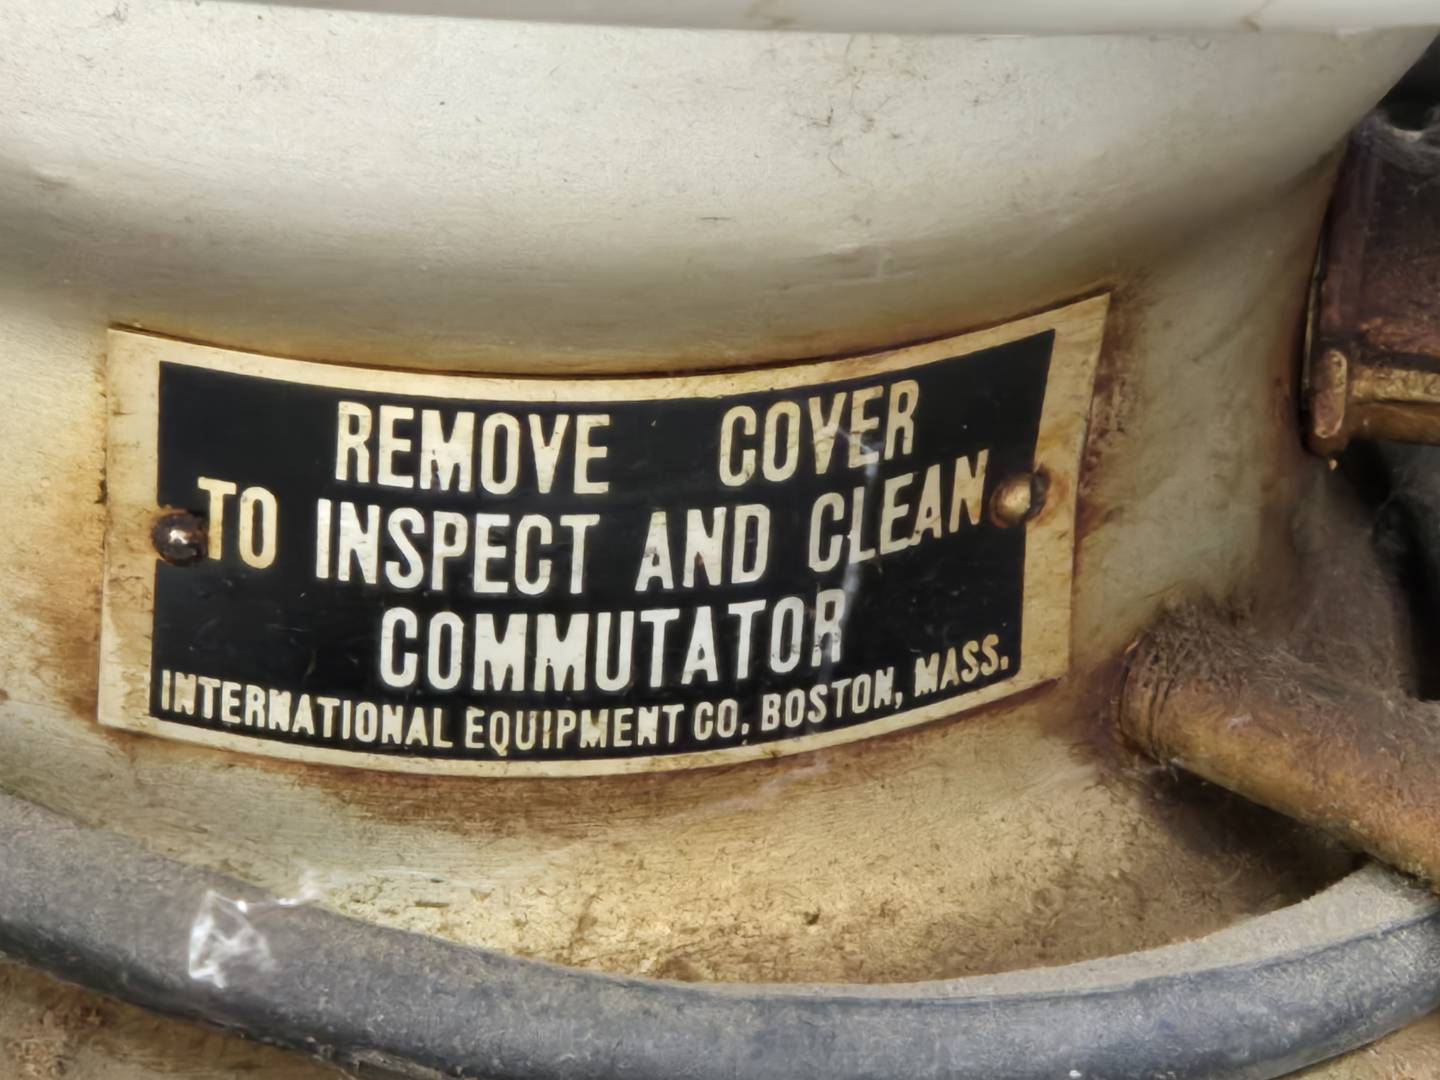 REMOVE COVER
TO INSPECT AND CLEAN
COMMUTATOR
INTERNATIONAL EQUIPMENT CO. BOSTON, MASS.